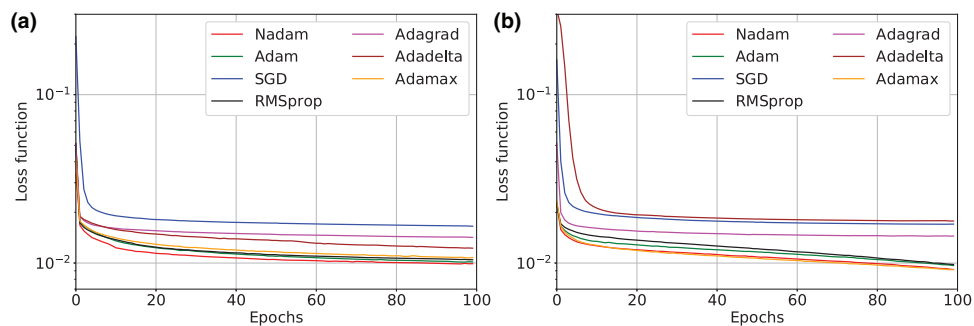 (a)
Loss function
10⁻¹
10⁻²
Nadam
Adam
SGD
RMSprop
Adagrad
Adadelta
Adamax
0 20 40 60 80 100
Epochs
(b)
Loss function
10⁻¹
10⁻²
Nadam
Adam
SGD
RMSprop
Adagrad
Adadelta
Adamax
0 20 40 60 80 100
Epochs